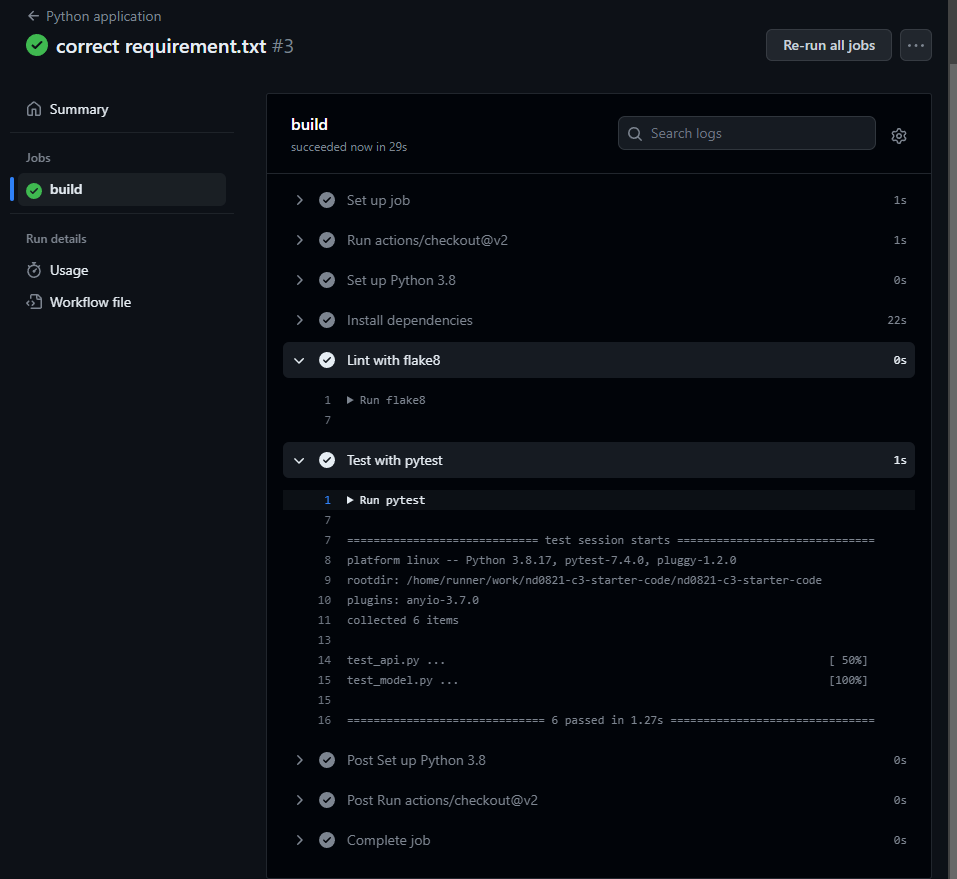 ← Python application
correct requirement.txt #3
Re-run all jobs
...
Summary
Jobs
build
Run details
Usage
Workflow file
build
succeeded now in 29s
Search logs
Set up job 1s
Run actions/checkout@v2 1s
Set up Python 3.8 0s
Install dependencies 22s
Lint with flake8 0s
1 ▶ Run flake8
7
Test with pytest 1s
1 ▶ Run pytest
7
7 ============================= test session starts ==============================
8 platform linux -- Python 3.8.17, pytest-7.4.0, pluggy-1.2.0
9 rootdir: /home/runner/work/nd0821-c3-starter-code/nd0821-c3-starter-code
10 plugins: anyio-3.7.0
11 collected 6 items
13
14 test_api.py ... [ 50%]
15 test_model.py ... [100%]
15
16 ============================== 6 passed in 1.27s ===============================
Post Set up Python 3.8 0s
Post Run actions/checkout@v2 0s
Complete job 0s